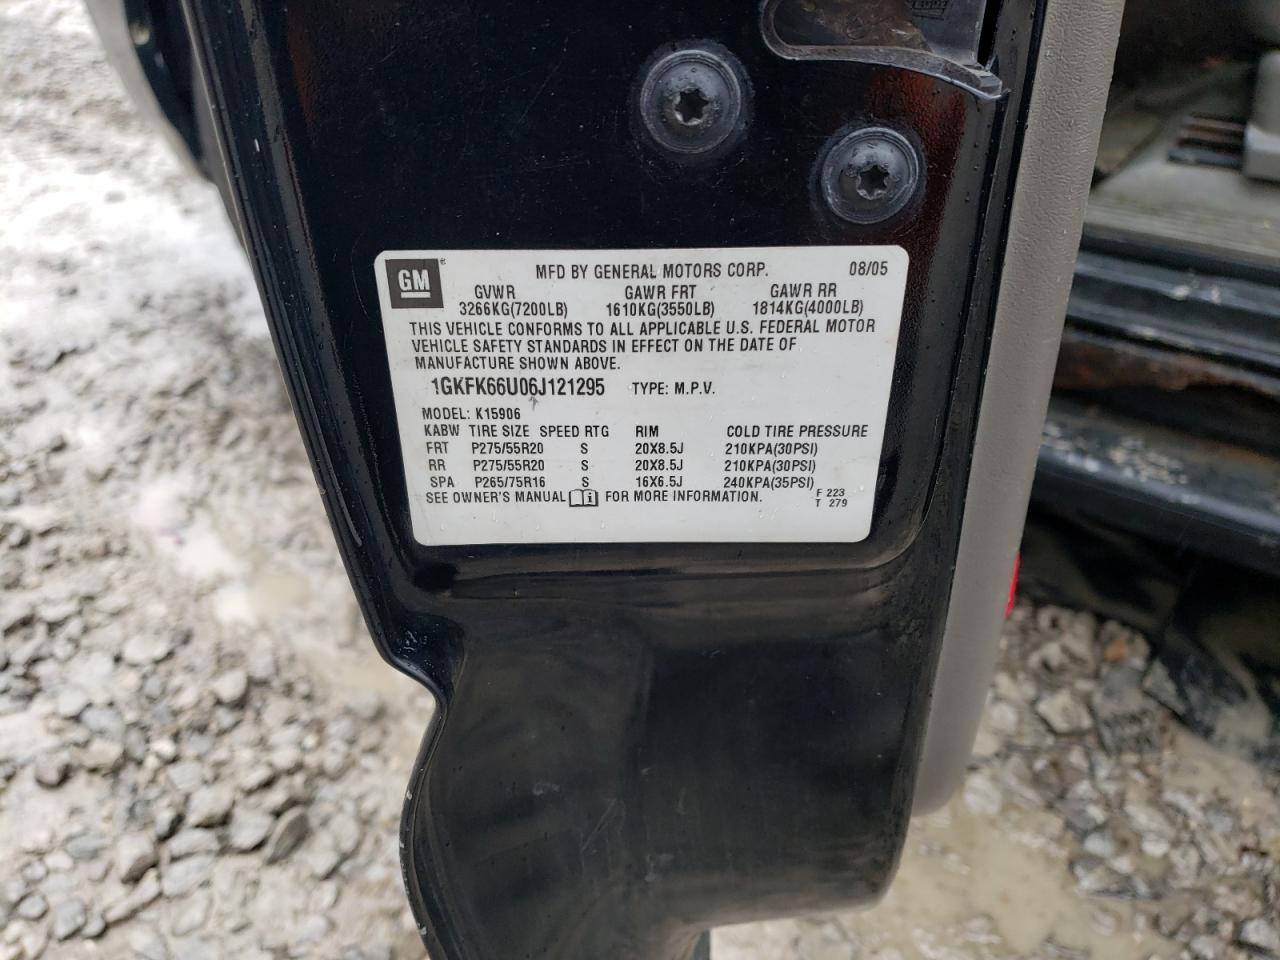 GM ® MFD BY GENERAL MOTORS CORP. 08/05
GVWR GAWR FRT GAWR RR
3266KG(7200LB) 1610KG(3550LB) 1814KG(4000LB)
THIS VEHICLE CONFORMS TO ALL APPLICABLE U.S. FEDERAL MOTOR
VEHICLE SAFETY STANDARDS IN EFFECT ON THE DATE OF
MANUFACTURE SHOWN ABOVE.
1GKFK66U06J121295 TYPE: M.P.V.
MODEL: K15906
KABW TIRE SIZE SPEED RTG RIM COLD TIRE PRESSURE
FRT P275/55R20 S 20X8.5J 210KPA(30PSI)
RR P275/55R20 S 20X8.5J 210KPA(30PSI)
SPA P265/75R16 S 16X6.5J 240KPA(35PSI)
SEE OWNER'S MANUAL FOR MORE INFORMATION. F 223
T 279